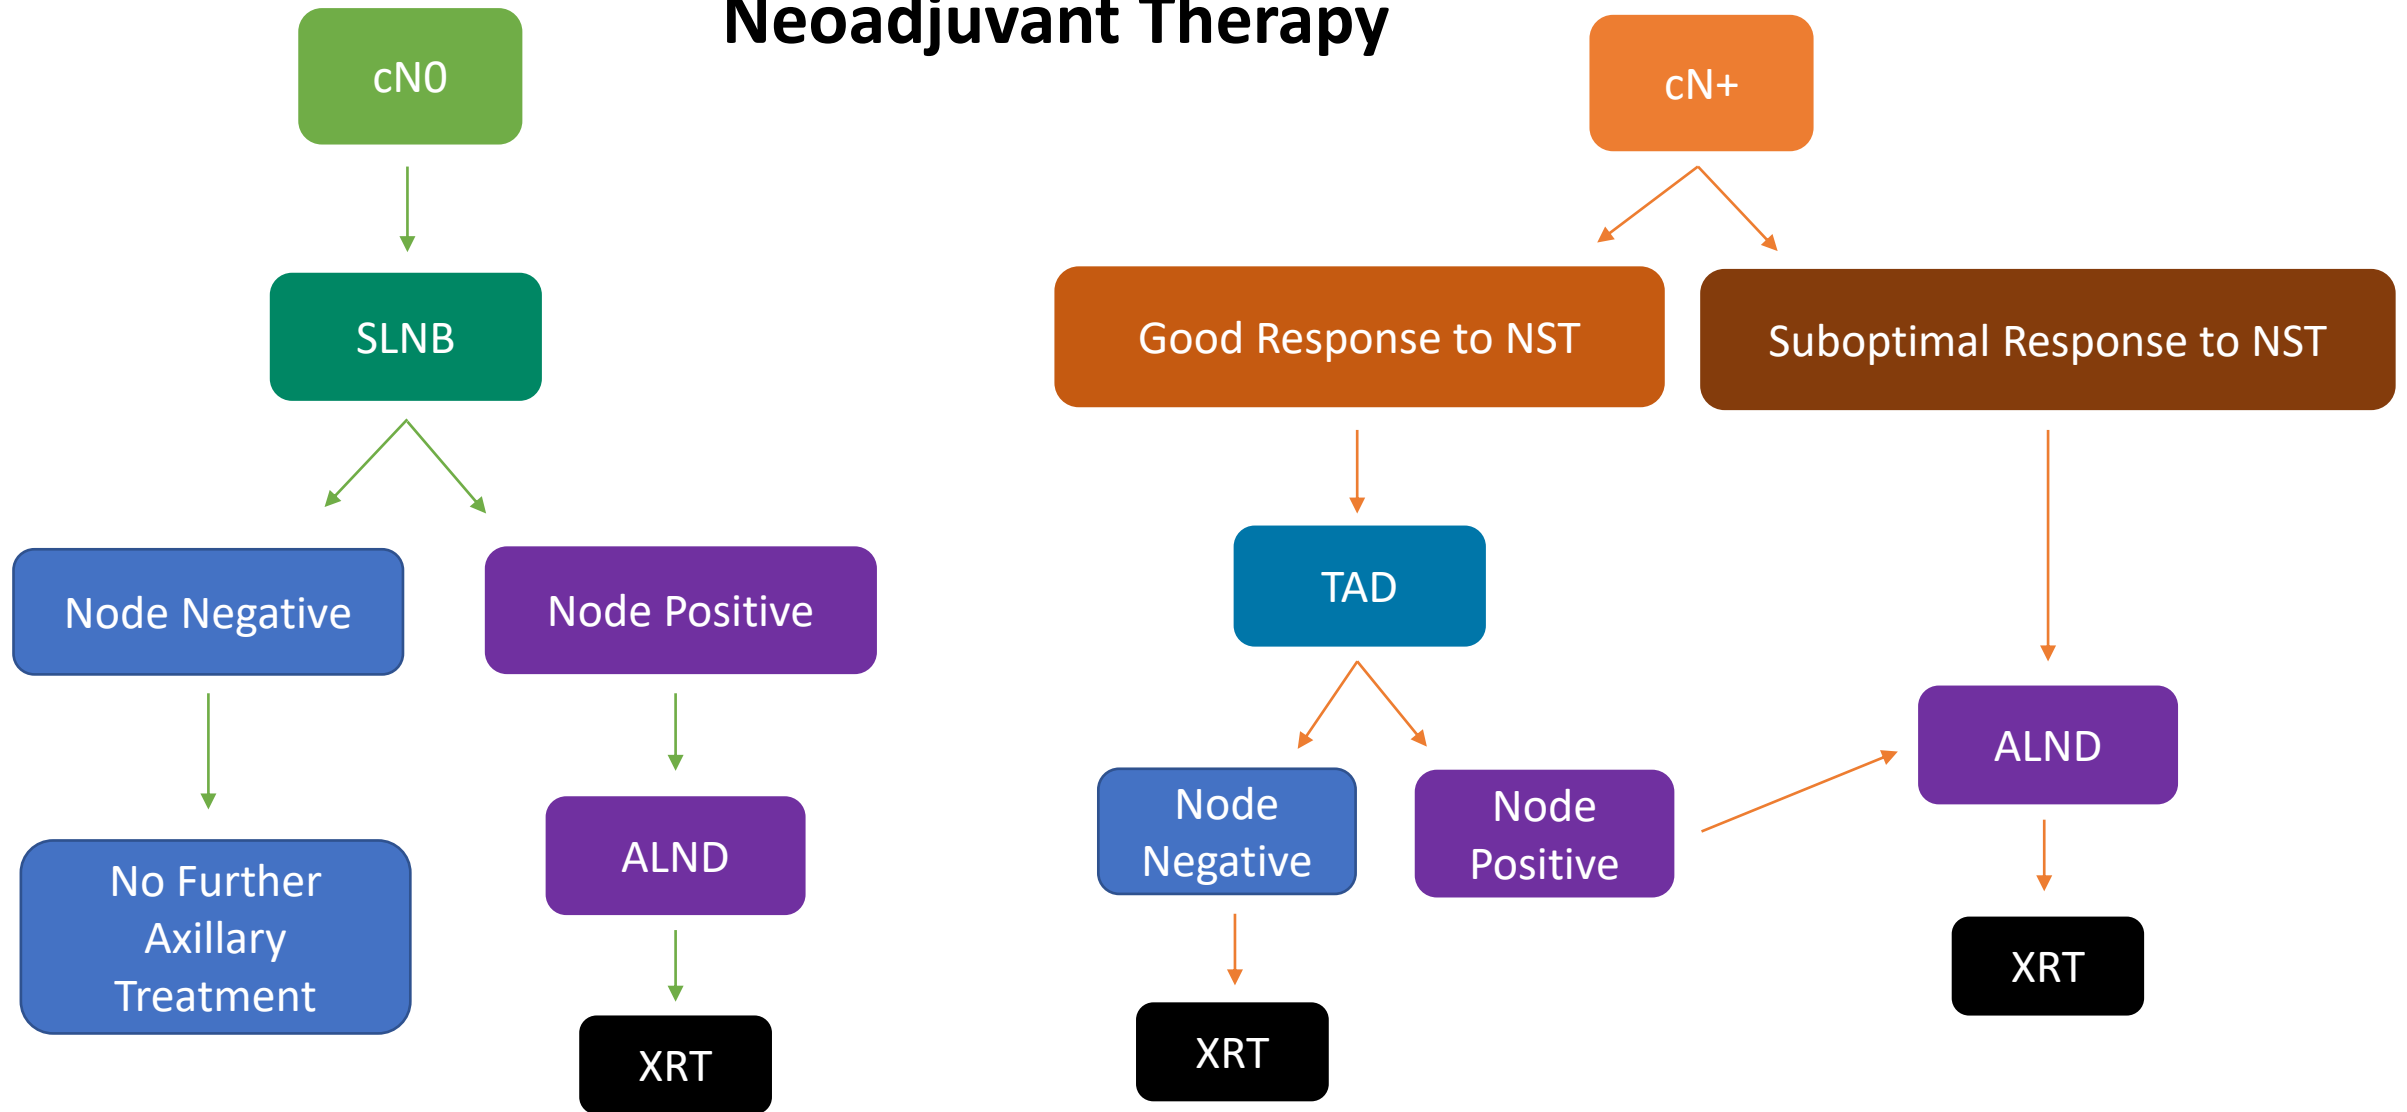 Neoadjuvant Therapy
cN0
cN+
SLNB
Good Response to NST
Suboptimal Response to NST
Node Negative
Node Positive
TAD
ALND
Node
Negative
Node
Positive
No Further
Axillary
Treatment
ALND
XRT
XRT
XRT